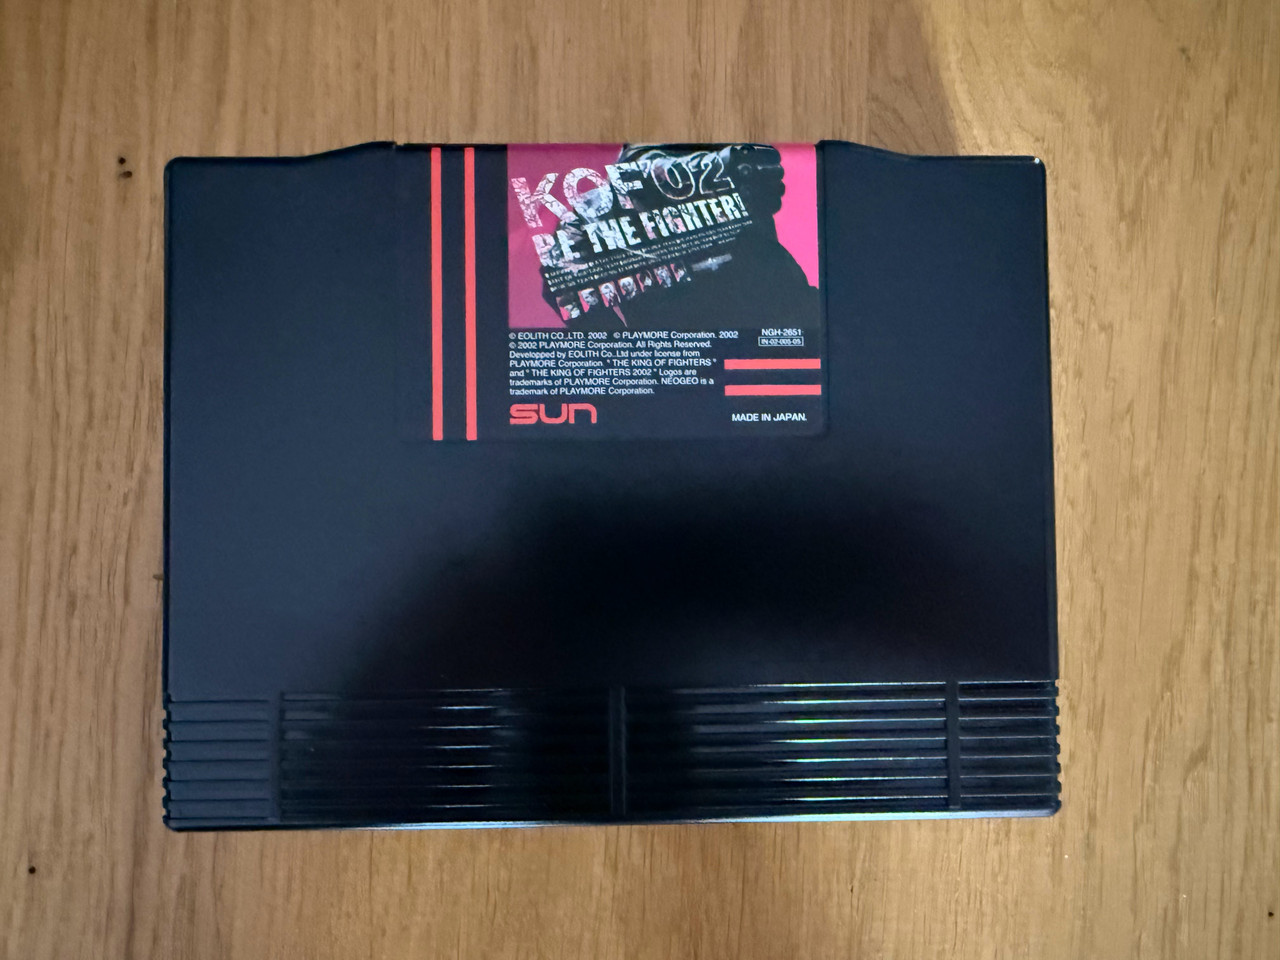 KOF'02
BE THE FIGHTER!
© EOLITH CO.,LTD. 2002 © PLAYMORE Corporation. 2002
© 2002 PLAYMORE Corporation. All Rights Reserved.
Developped by EOLITH Co.,Ltd under license from
PLAYMORE Corporation. " THE KING OF FIGHTERS "
and " THE KING OF FIGHTERS 2002 " Logos are
trademarks of PLAYMORE Corporation. NEOGEO is a
trademark of PLAYMORE Corporation.
NGH-2651
IN-02-005-05
sun
MADE IN JAPAN.